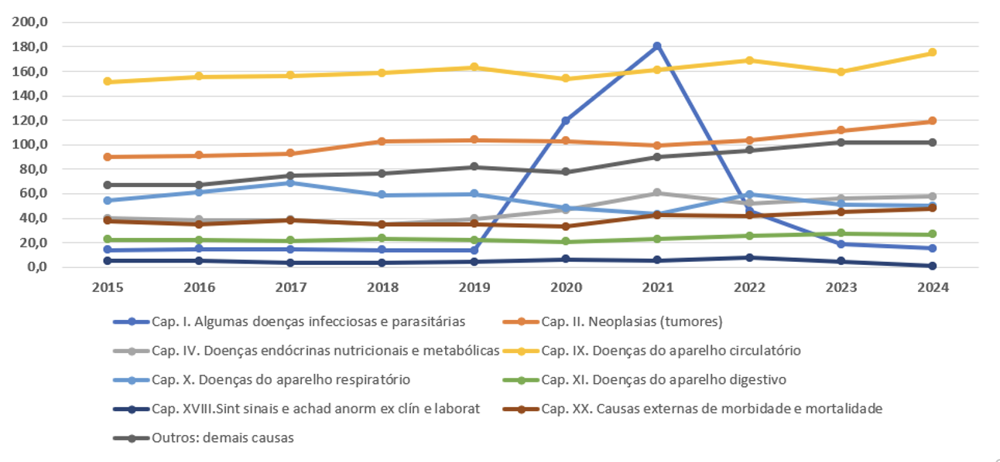 200,0
180,0
160,0
140,0
120,0
100,0
80,0
60,0
40,0
20,0
0,0
2015 2016 2017 2018 2019 2020 2021 2022 2023 2024
Cap. I. Algumas doenças infecciosas e parasitárias Cap. II. Neoplasias (tumores)
Cap. IV. Doenças endócrinas nutricionais e metabólicas Cap. IX. Doenças do aparelho circulatório
Cap. X. Doenças do aparelho respiratório Cap. XI. Doenças do aparelho digestivo
Cap. XVIII.Sint sinais e achad anorm ex clín e laborat Cap. XX. Causas externas de morbidade e mortalidade
Outros: demais causas